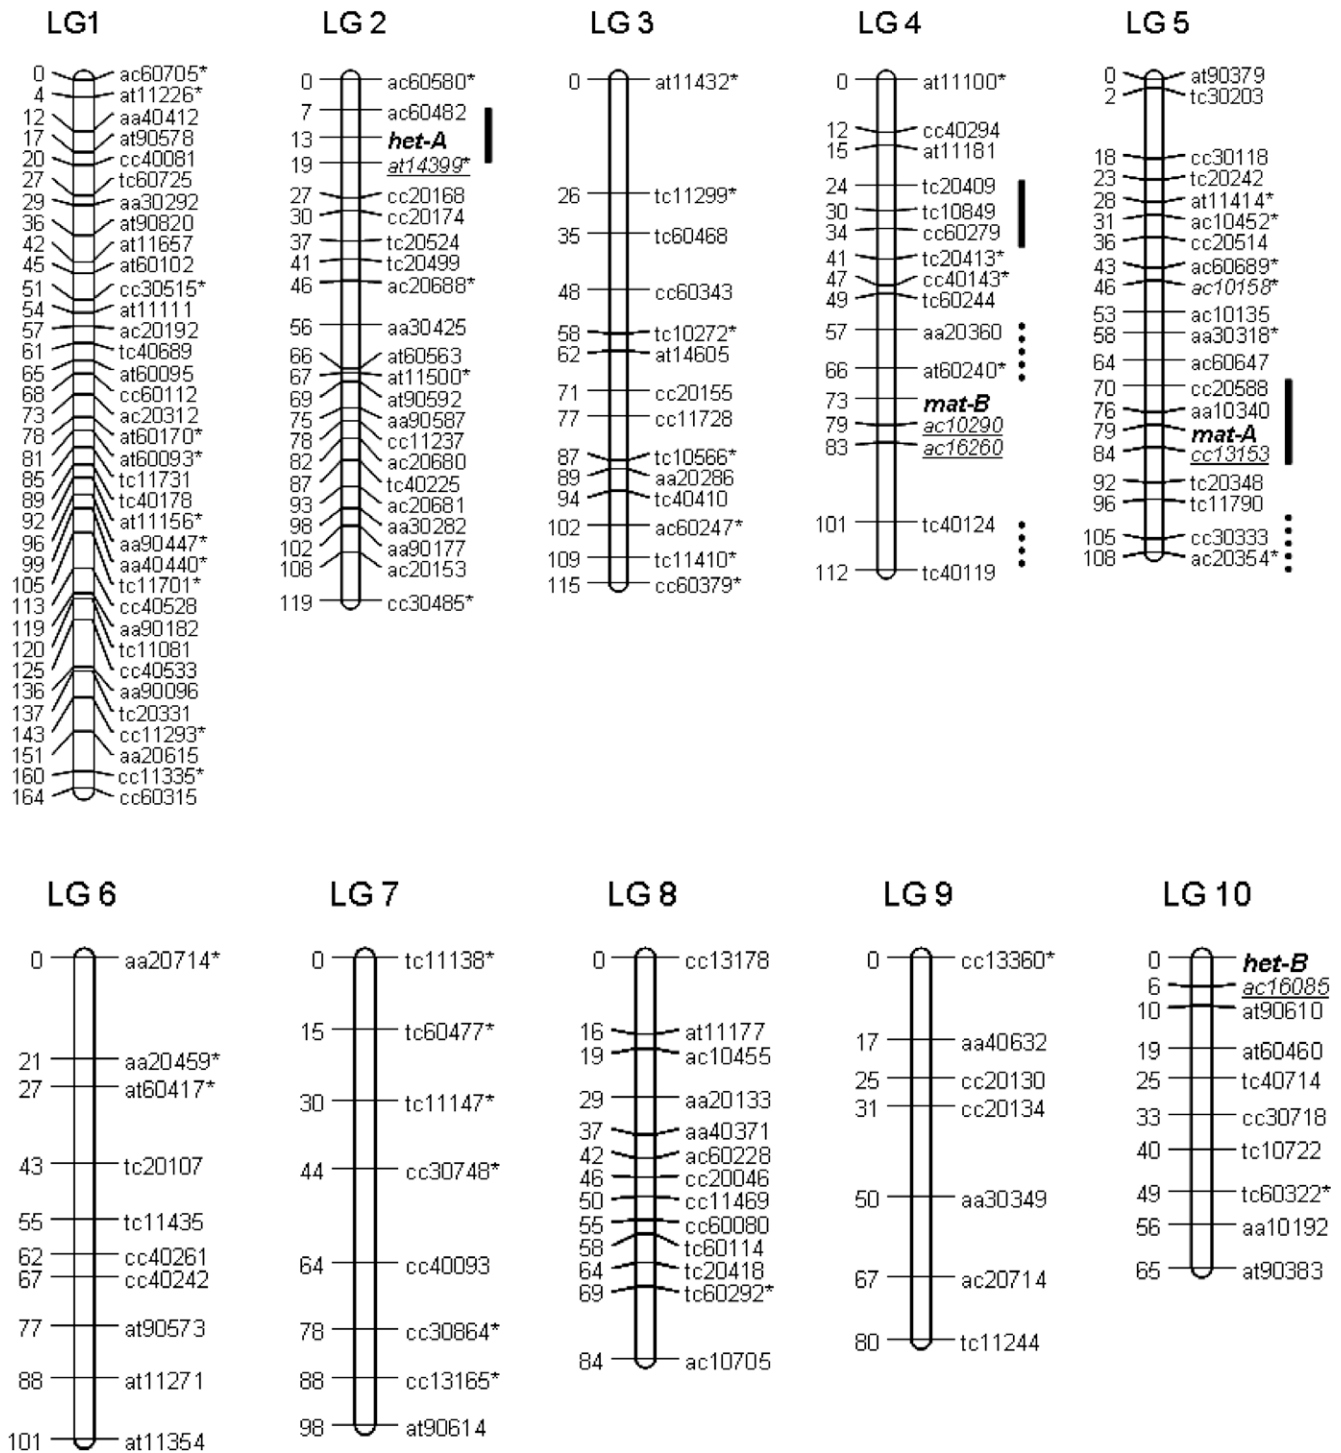 LG1
0 ac60705*
4 at11226*
12 aa40412
17 at90578
20 cc40081
27 tc60725
29 aa30292
36 at90820
42 at11657
45 at60102
51 cc30515*
54 at11111
57 ac20192
61 tc40689
65 at60095
68 cc60112
73 ac20312
78 at60170*
81 at60093*
85 tc11731
89 tc40178
92 at11156*
96 aa90447*
99 aa40440*
105 tc11701*
113 cc40528
119 aa90182
120 tc11081
125 cc40533
136 aa90096
137 tc20331
143 cc11293*
151 aa20615
160 cc11335*
164 cc60315
LG 2
0 ac60580*
7 ac60482
13 het-A
19 at14399*
27 cc20168
30 cc20174
37 tc20524
41 tc20499
46 ac20688*
56 aa30425
66 at60563
67 at11500*
69 at90592
75 aa90587
78 cc11237
82 ac20680
87 tc40225
93 ac20681
98 aa30282
102 aa90177
108 ac20153
119 cc30485*
LG 3
0 at11432*
26 tc11299*
35 tc60468
48 cc60343
58 tc10272*
62 at14605
71 cc20155
77 cc11728
87 tc10566*
89 aa20286
94 tc40410
102 ac60247*
109 tc11410*
115 cc60379*
LG 4
0 at11100*
12 cc40294
15 at11181
24 tc20409
30 tc10849
34 cc60279
41 tc20413*
47 cc40143*
49 tc60244
57 aa20360
66 at60240*
73 mat-B
79 ac10290
83 ac16260
101 tc40124
112 tc40119
LG 5
0 at90379
2 tc30203
18 cc30118
23 tc20242
28 at11414*
31 ac10452*
36 cc20514
43 ac60689*
46 ac10158*
53 ac10135
58 aa30318*
64 ac60647
70 cc20588
76 aa10340
79 mat-A
84 cc13153
92 tc20348
96 tc11790
105 cc30333
108 ac20354*
LG 6
0 aa20714*
21 aa20459*
27 at60417*
43 tc20107
55 tc11435
62 cc40261
67 cc40242
77 at90573
88 at11271
101 at11354
LG 7
0 tc11138*
15 tc60477*
30 tc11147*
44 cc30748*
64 cc40093
78 cc30864*
88 cc13165*
98 at90614
LG 8
0 cc13178
16 at11177
19 ac10455
29 aa20133
37 aa40371
42 ac60228
46 cc20046
50 cc11469
55 cc60080
58 tc60114
64 tc20418
69 tc60292*
84 ac10705
LG 9
0 cc13360*
17 aa40632
25 cc20130
31 cc20134
50 aa30349
67 ac20714
80 tc11244
LG 10
0 het-B
6 ac16085
10 at90610
19 at60460
25 tc40714
33 cc30718
40 tc10722
49 tc60322*
56 aa10192
65 at90383